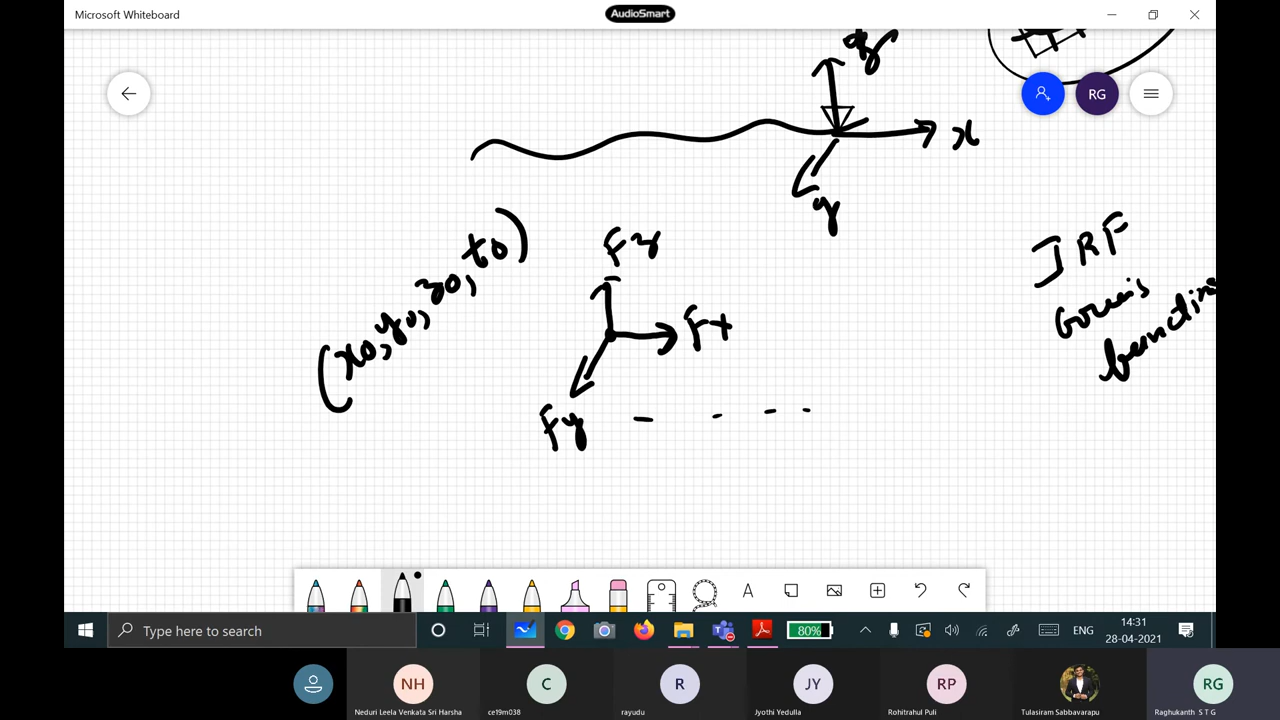 Microsoft Whiteboard
AudioSmart
RG
x
y
(x0, y0, z0, t0)
Fz
Fx
Fy
IRF
Green's
function
A
Type here to search
80%
ENG
14:31
28-04-2021
NH
Neduri Leela Venkata Sri Harsha
C
ce19m038
R
rayudu
JY
Jyothi Yedulla
RP
Rohitrahul Puli
Tulasiram Sabbavarapu
RG
Raghukanth S T G